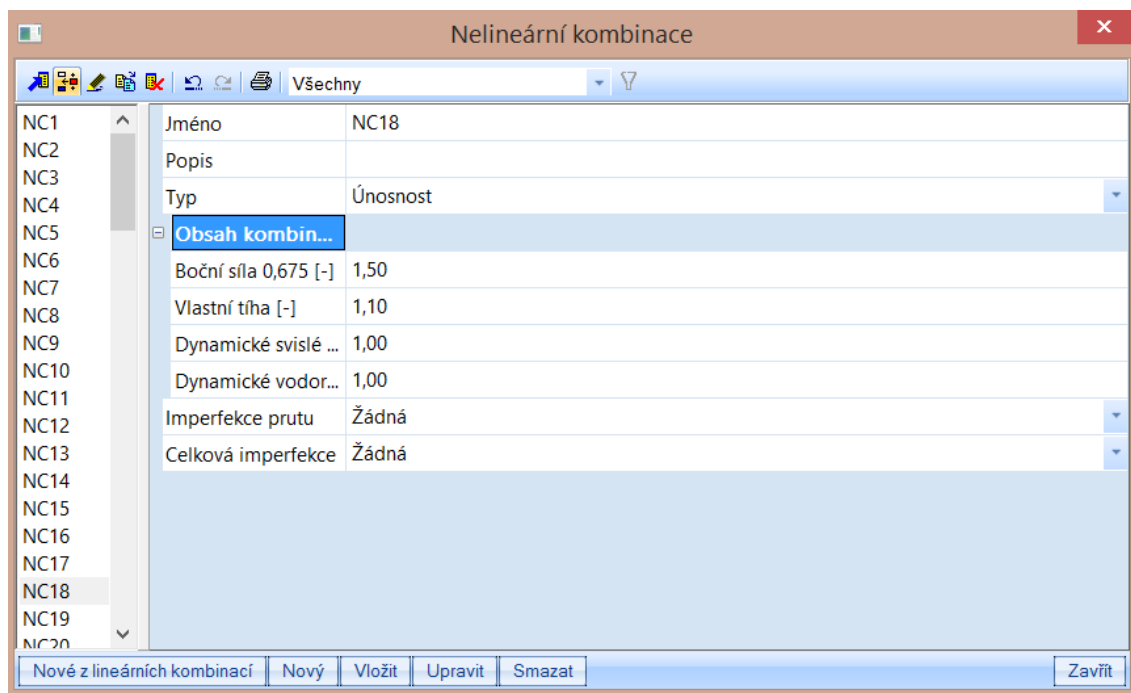 Nelineární kombinace
Všechny
NC1
NC2
NC3
NC4
NC5
NC6
NC7
NC8
NC9
NC10
NC11
NC12
NC13
NC14
NC15
NC16
NC17
NC18
NC19
NC20
Jméno NC18
Popis
Typ Únosnost
Obsah kombin...
Boční síla 0,675 [-] 1,50
Vlastní tíha [-] 1,10
Dynamické svislé ... 1,00
Dynamické vodor... 1,00
Imperfekce prutu Žádná
Celková imperfekce Žádná
Nové z lineárních kombinací Nový Vložit Upravit Smazat Zavřít